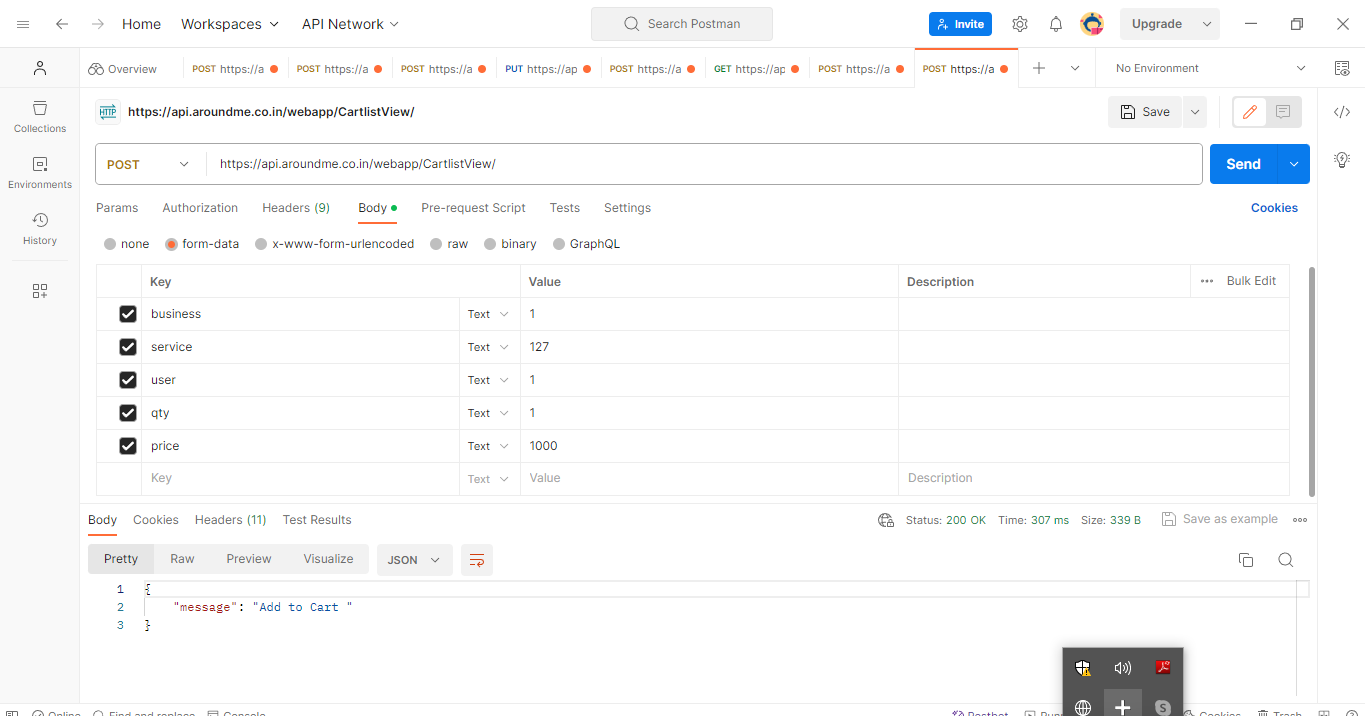 Home Workspaces API Network Search Postman Invite Upgrade
Overview POST https://a POST https://a POST https://a PUT https://ap POST https://a GET https://ap POST https://a POST https://a No Environment
HTTP https://api.aroundme.co.in/webapp/CartlistView/ Save
POST https://api.aroundme.co.in/webapp/CartlistView/ Send
Collections
Environments
History
Params Authorization Headers (9) Body Pre-request Script Tests Settings Cookies
none form-data x-www-form-urlencoded raw binary GraphQL
Key Value Description Bulk Edit
business Text 1
service Text 127
user Text 1
qty Text 1
price Text 1000
Key Text Value Description
Body Cookies Headers (11) Test Results Status: 200 OK Time: 307 ms Size: 339 B Save as example
Pretty Raw Preview Visualize JSON
1 {
2 "message": "Add to Cart "
3 }
Online Find and replace Console Postbot Cookies Trash